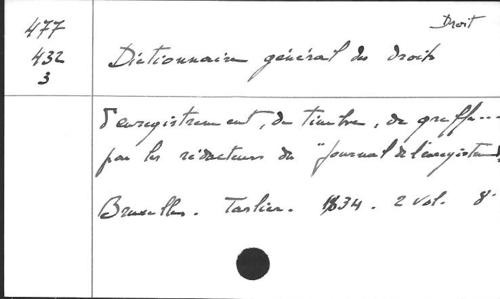 Droit
477
432
3
Dictionnaire général des droits
d'enregistrement, de timbre, de greffe...
par les rédacteurs du "Journal de l'enregistrement,
Bruxelles. Tarlier. 1834. 2 vol. 8°